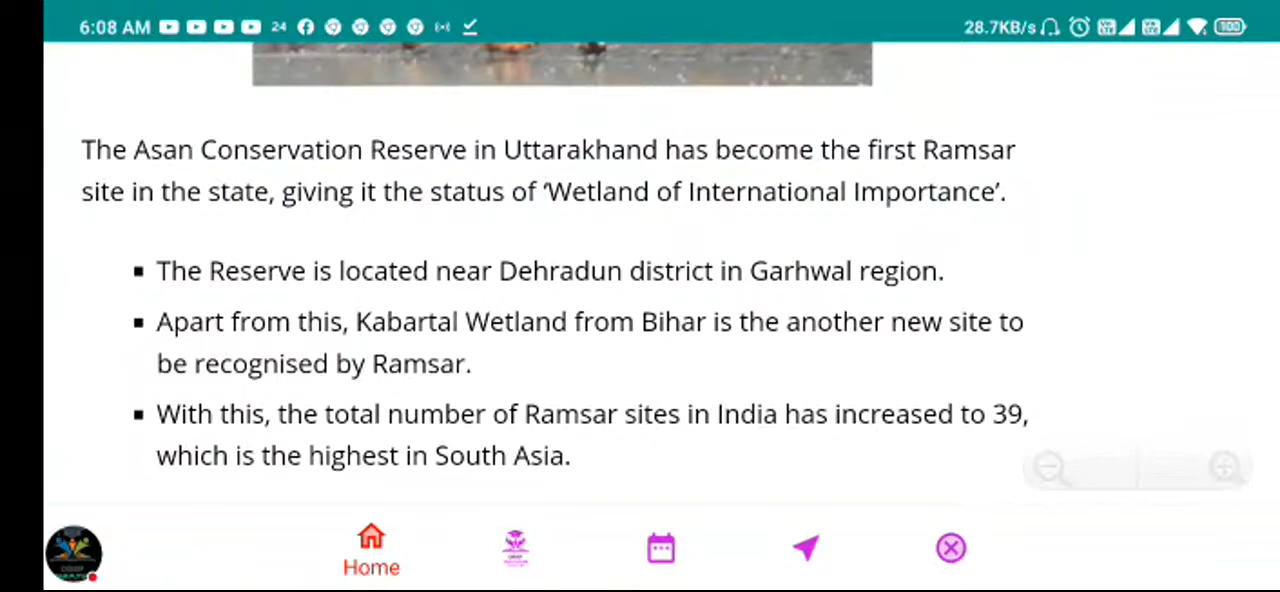 6:08 AM 24 28.7KB/s 100
The Asan Conservation Reserve in Uttarakhand has become the first Ramsar
site in the state, giving it the status of ‘Wetland of International Importance’.
▪ The Reserve is located near Dehradun district in Garhwal region.
▪ Apart from this, Kabartal Wetland from Bihar is the another new site to
be recognised by Ramsar.
▪ With this, the total number of Ramsar sites in India has increased to 39,
which is the highest in South Asia.
Home